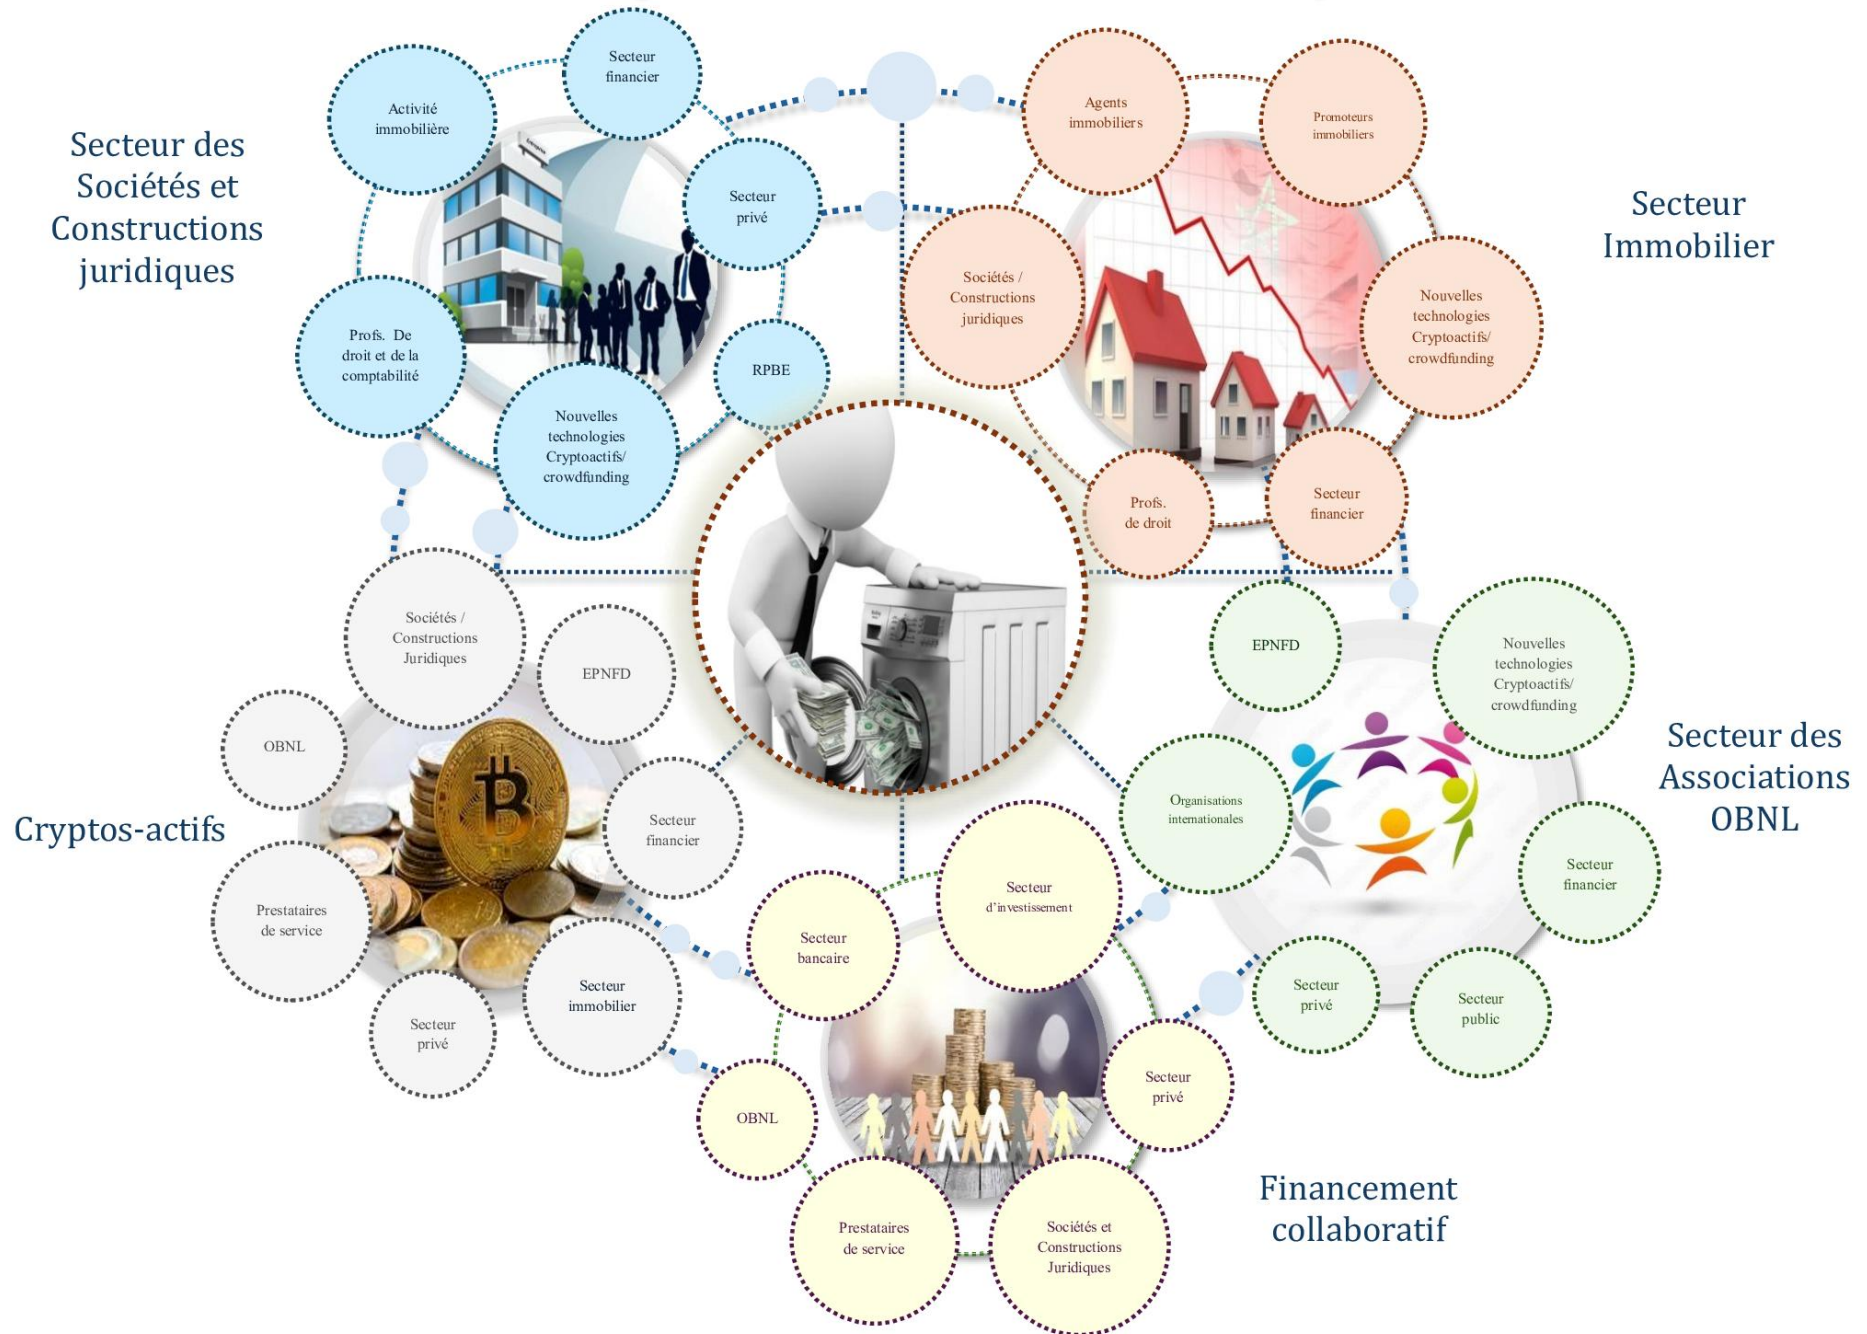 Secteur des
Sociétés et
Constructions
juridiques
Activité
immobilière
Secteur
financier
Secteur
privé
RPBE
Nouvelles
technologies
Cryptoactifs/
crowdfunding
Profs. De
droit et de la
comptabilité
Entreprise
Secteur
Immobilier
Agents
immobiliers
Promoteurs
immobiliers
Nouvelles
technologies
Cryptoactifs/
crowdfunding
Secteur
financier
Profs.
de droit
Sociétés /
Constructions
juridiques
Cryptos-actifs
Sociétés /
Constructions
Juridiques
EPNFD
OBNL
Secteur
financier
Prestataires
de service
Secteur
immobilier
Secteur
privé
Secteur des
Associations
OBNL
EPNFD
Nouvelles
technologies
Cryptoactifs/
crowdfunding
Organisations
internationales
Secteur
financier
Secteur
privé
Secteur
public
Financement
collaboratif
Secteur
d'investissement
Secteur
bancaire
Secteur
privé
OBNL
Prestataires
de service
Sociétés et
Constructions
Juridiques